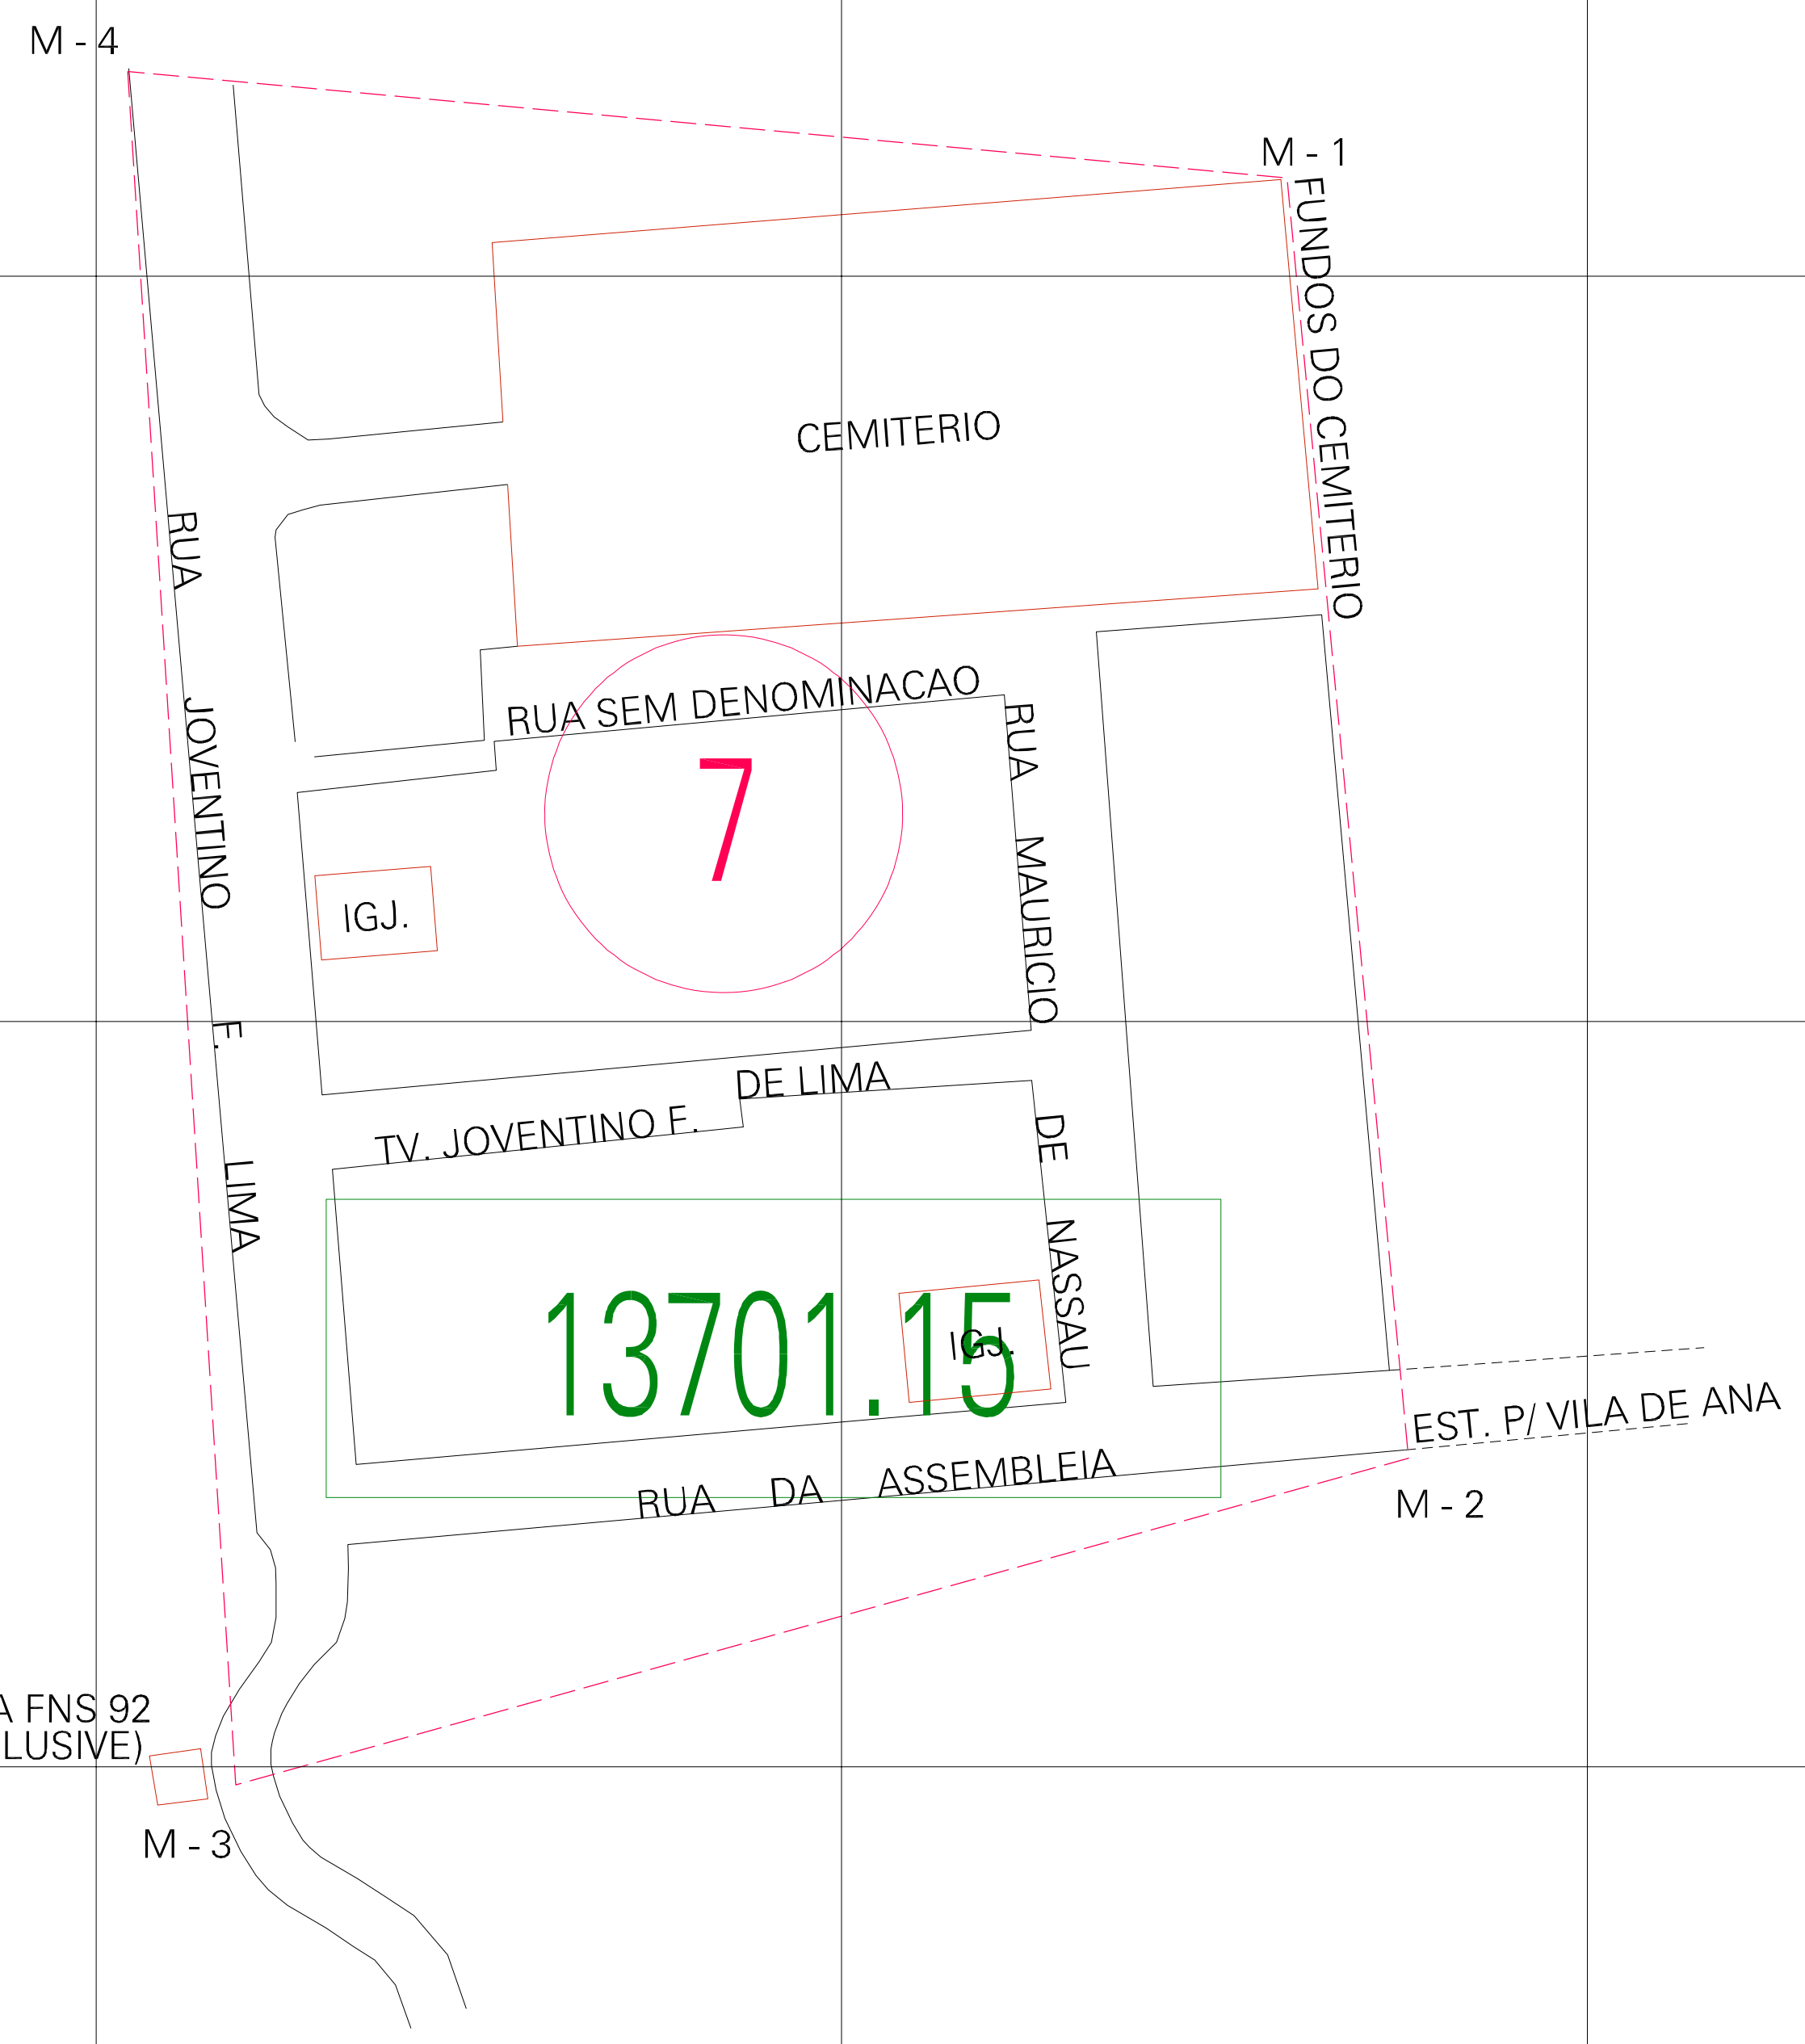 M - 4
M - 1
FUNDOS DO CEMITERIO
CEMITERIO
RUA JOVENTINO F. LIMA
RUA SEM DENOMINACAO
7
RUA MAURICIO DE NASSAU
IGJ.
DE LIMA
TV. JOVENTINO F.
13701.15
IGJ.
EST. P/ VILA DE ANA
RUA DA ASSEMBLEIA
M - 2
A FNS 92
LUSIVE)
M - 3